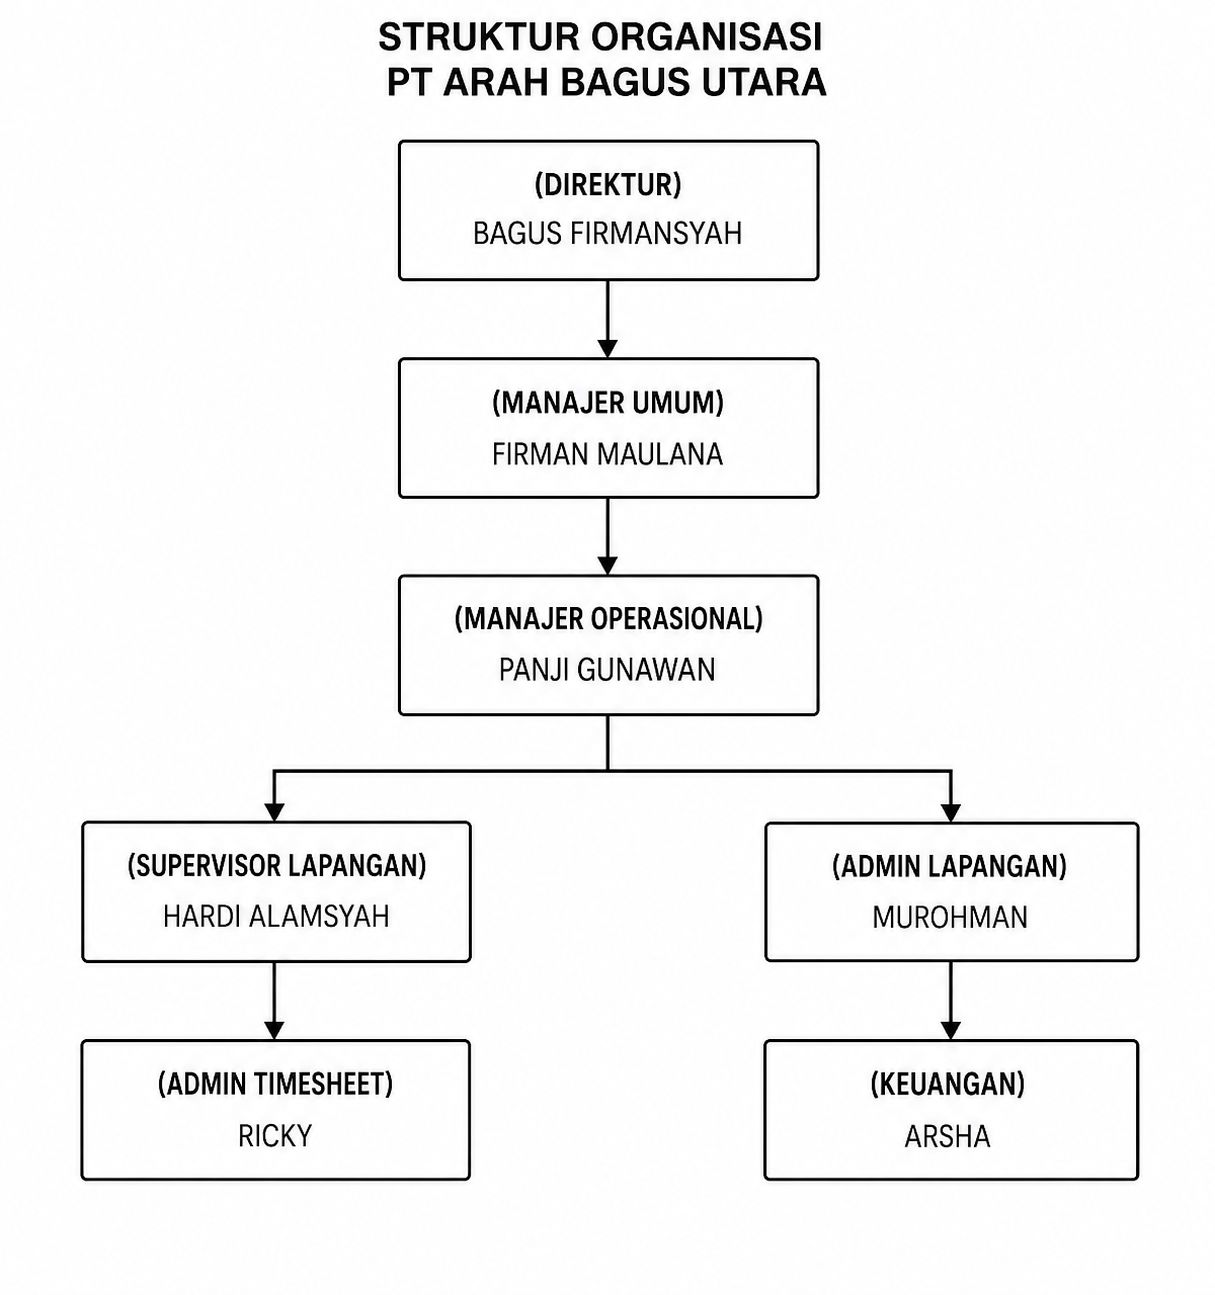 STRUKTUR ORGANISASI
PT ARAH BAGUS UTARA
(DIREKTUR)
BAGUS FIRMANSYAH
(MANAJER UMUM)
FIRMAN MAULANA
(MANAJER OPERASIONAL)
PANJI GUNAWAN
(SUPERVISOR LAPANGAN)
HARDI ALAMSYAH
(ADMIN LAPANGAN)
MUROHMAN
(ADMIN TIMESHEET)
RICKY
(KEUANGAN)
ARSHA